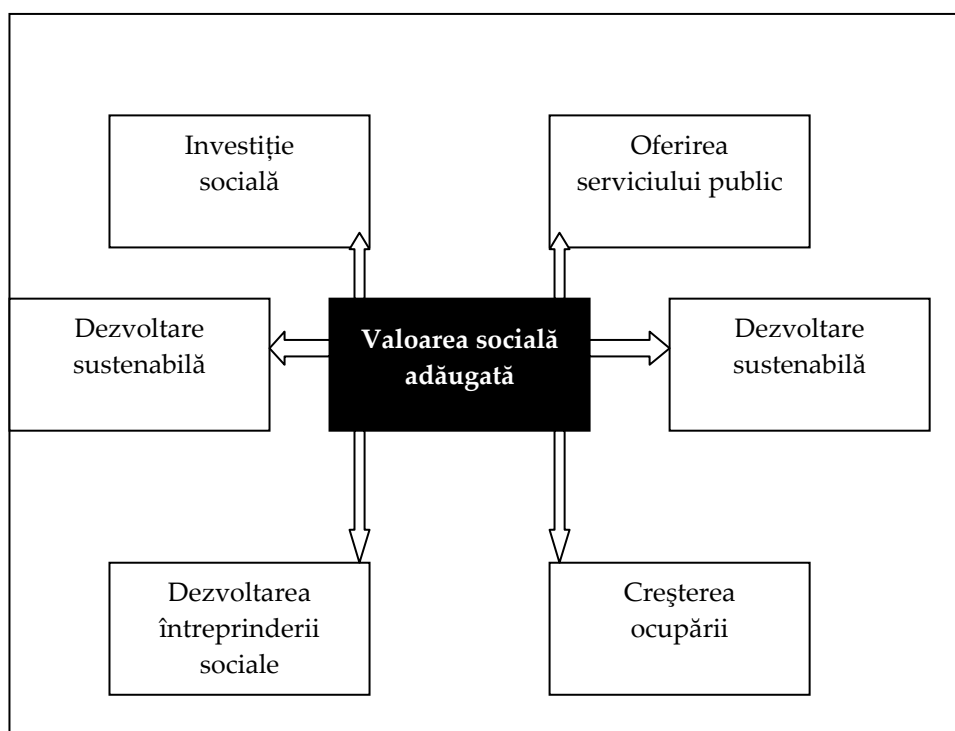 Investiție
socială
Oferirea
serviciului public
Dezvoltare
sustenabilă
Valoarea socială
adăugată
Dezvoltare
sustenabilă
Dezvoltarea
întreprinderii
sociale
Creşterea
ocupării